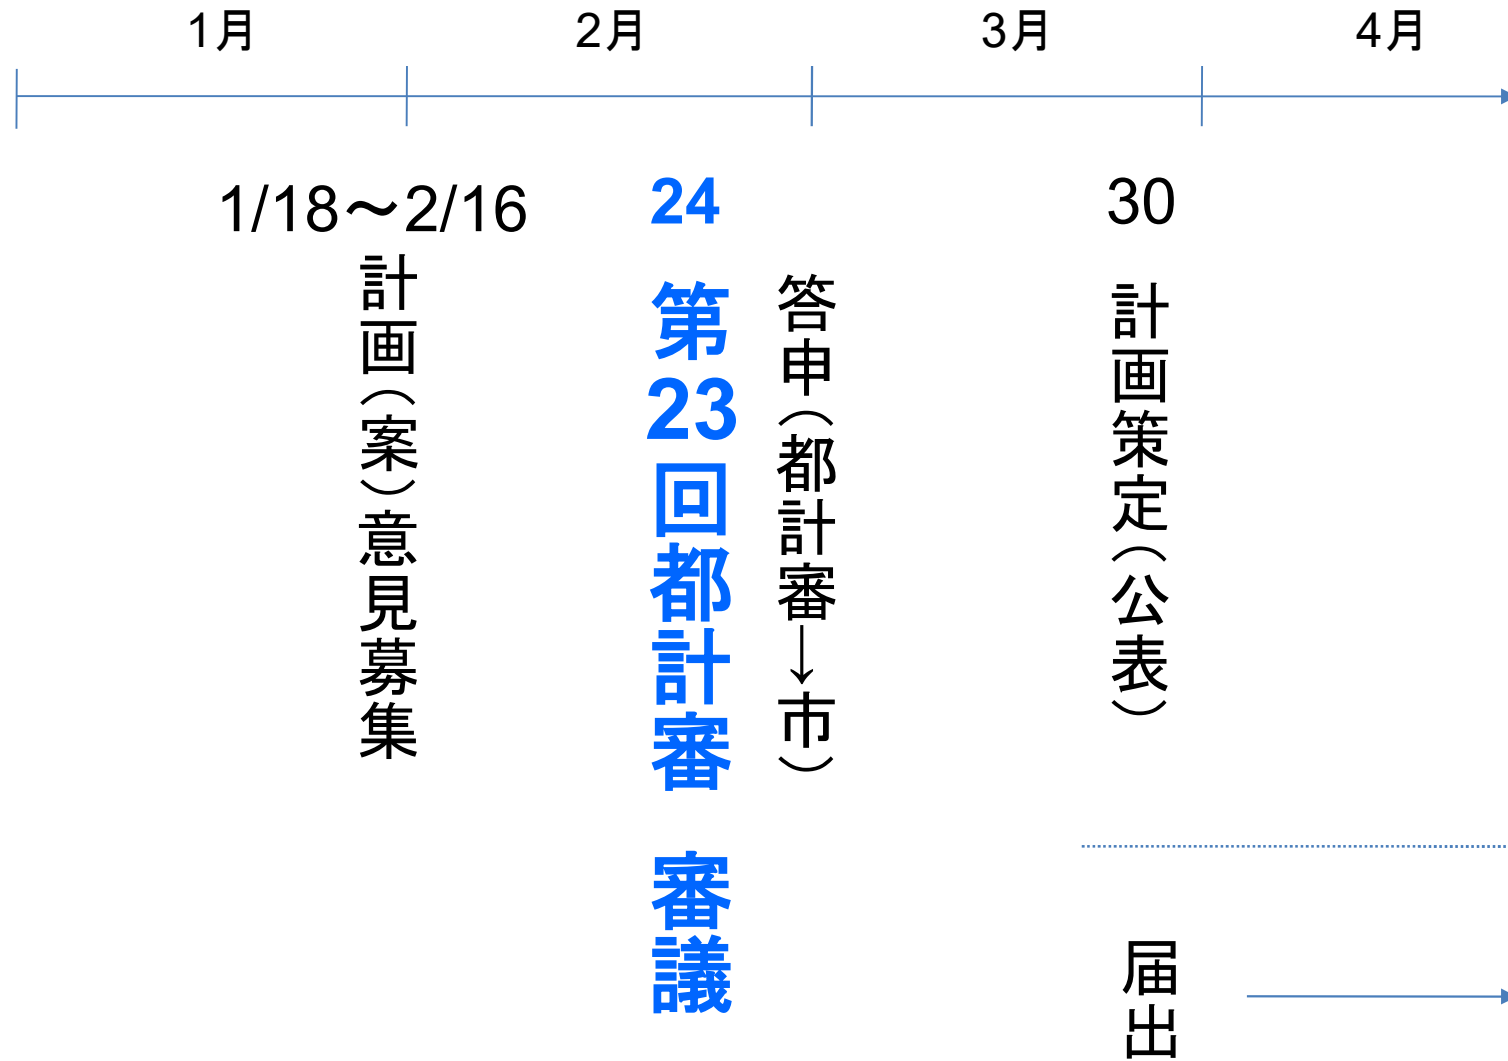 1月
2月
3月
4月
1/18～2/16
計画（案）意見募集
24
第23回都計審　審議
答申（都計審→市）
30
計画策定（公表）
届出